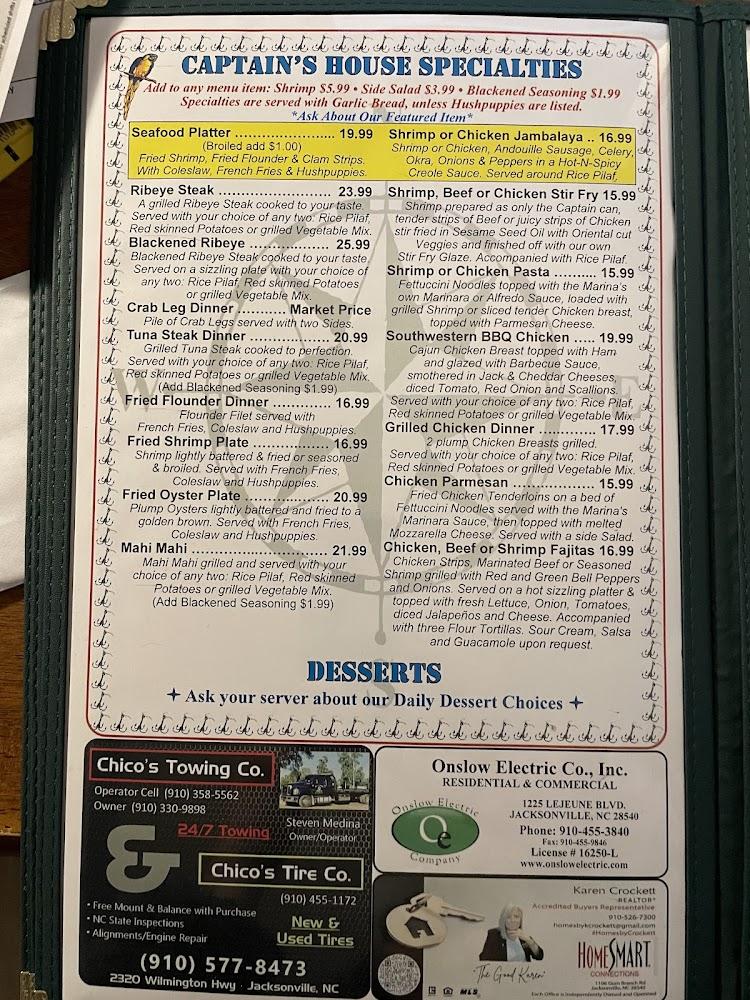 CAPTAIN'S HOUSE SPECIALTIES
Add to any menu item: Shrimp $5.99 • Side Salad $3.99 • Blackened Seasoning $1.99
Specialties are served with Garlic Bread, unless Hushpuppies are listed.
*Ask About Our Featured Item*
Seafood Platter ...................... 19.99
(Broiled add $1.00)
Fried Shrimp, Fried Flounder & Clam Strips.
With Coleslaw, French Fries & Hushpuppies.
Ribeye Steak ........................... 23.99
A grilled Ribeye Steak cooked to your taste.
Served with your choice of any two: Rice Pilaf,
Red skinned Potatoes or grilled Vegetable Mix.
Blackened Ribeye ..................... 25.99
Blackened Ribeye Steak cooked to your taste.
Served on a sizzling plate with your choice of
any two: Rice Pilaf, Red skinned Potatoes
or grilled Vegetable Mix.
Crab Leg Dinner ........... Market Price
Pile of Crab Legs served with two Sides.
Tuna Steak Dinner .................... 20.99
Grilled Tuna Steak cooked to perfection.
Served with your choice of any two: Rice Pilaf,
Red skinned Potatoes or grilled Vegetable Mix
(Add Blackened Seasoning $1.99)
Fried Flounder Dinner .............. 16.99
Flounder Filet served with
French Fries, Coleslaw and Hushpuppies.
Fried Shrimp Plate ................... 16.99
Shrimp lightly battered & fried or seasoned
& broiled. Served with French Fries,
Coleslaw and Hushpuppies.
Fried Oyster Plate .................... 20.99
Plump Oysters lightly battered and fried to a
golden brown. Served with French Fries,
Coleslaw and Hushpuppies.
Mahi Mahi ................................ 21.99
Mahi Mahi grilled and served with your
choice of any two: Rice Pilaf, Red skinned
Potatoes or grilled Vegetable Mix.
(Add Blackened Seasoning $1.99)
Shrimp or Chicken Jambalaya .. 16.99
Shrimp or Chicken, Andouille Sausage, Celery,
Okra, Onions & Peppers in a Hot-N-Spicy
Creole Sauce. Served around Rice Pilaf,
Shrimp, Beef or Chicken Stir Fry 15.99
Shrimp prepared as only the Captain can,
tender strips of Beef or juicy strips of Chicken
stir fried in Sesame Seed Oil with Oriental cut
Veggies and finished off with our own
Stir Fry Glaze. Accompanied with Rice Pilaf.
Shrimp or Chicken Pasta .......... 15.99
Fettuccini Noodles topped with the Marina's
own Marinara or Alfredo Sauce, loaded with
grilled Shrimp or sliced tender Chicken breast,
topped with Parmesan Cheese.
Southwestern BBQ Chicken ..... 19.99
Cajun Chicken Breast topped with Ham
and glazed with Barbecue Sauce,
smothered in Jack & Cheddar Cheeses,
diced Tomato, Red Onion and Scallions.
Served with your choice of any two: Rice Pilaf,
Red skinned Potatoes or grilled Vegetable Mix.
Grilled Chicken Dinner ............. 17.99
2 plump Chicken Breasts grilled.
Served with your choice of any two: Rice Pilaf,
Red skinned Potatoes or grilled Vegetable Mix.
Chicken Parmesan .................... 15.99
Fried Chicken Tenderloins on a bed of
Fettuccini Noodles served with the Marina's
Marinara Sauce, then topped with melted
Mozzarella Cheese. Served with a side Salad.
Chicken, Beef or Shrimp Fajitas 16.99
Chicken Strips, Marinated Beef or Seasoned
Shrimp grilled with Red and Green Bell Peppers
and Onions. Served on a hot sizzling platter &
topped with fresh Lettuce, Onion, Tomatoes,
diced Jalapeños and Cheese. Accompanied
with three Flour Tortillas. Sour Cream, Salsa
and Guacamole upon request.
W
E
S
DESSERTS
Ask your server about our Daily Dessert Choices
Chico's Towing Co.
Operator Cell (910) 358-5562
Owner (910) 330-9898
24/7 Towing
Steven Medina
Owner/Operator
&
Chico's Tire Co.
(910) 455-1172
• Free Mount & Balance with Purchase
• NC State Inspections
• Alignments/Engine Repair
New &
Used Tires
(910) 577-8473
2320 Wilmington Hwy · Jacksonville, NC
Onslow Electric Co., Inc.
RESIDENTIAL & COMMERCIAL
Onslow Electric
Oe
Company
1225 LEJEUNE BLVD.
JACKSONVILLE, NC 28540
Phone: 910-455-3840
Fax: 910-455-9846
License # 16250-L
www.onslowelectric.com
Karen Crockett
REALTOR®
Accredited Buyers Representative
910-526-7300
homesbykcrockett@gmail.com
#HomesbyCrockett
"The Good Karen"
HOMESMART
CONNECTIONS
1106 Gum Branch Rd
Jacksonville, NC 28540
Each Office is Independently Owned and Operated
MLS